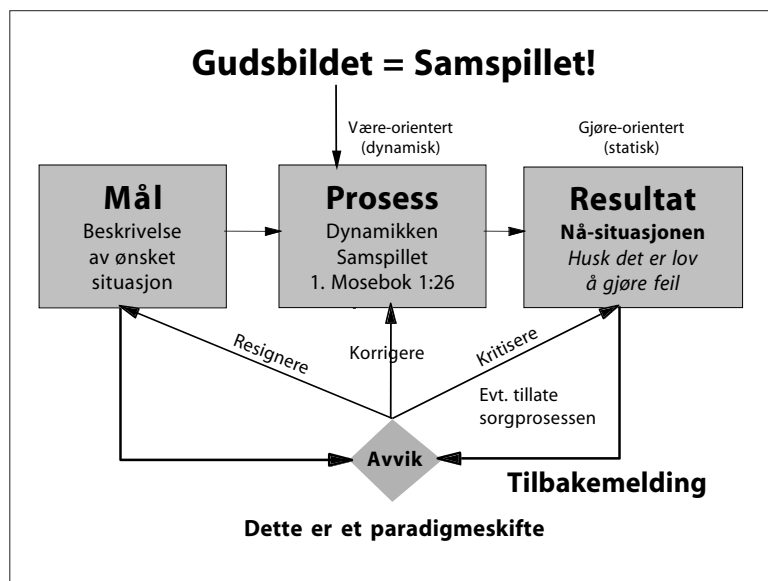 Gudsbildet = Samspillet!
Være-orientert
(dynamisk)
Gjøre-orientert
(statisk)
Mål
Beskrivelse
av ønsket
situasjon
Prosess
Dynamikken
Samspillet
1. Mosebok 1:26
Resultat
Nå-situasjonen
Husk det er lov
å gjøre feil
Resignere
Korrigere
Kritisere
Evt. tillate
sorgprosessen
Avvik
Tilbakemelding
Dette er et paradigmeskifte